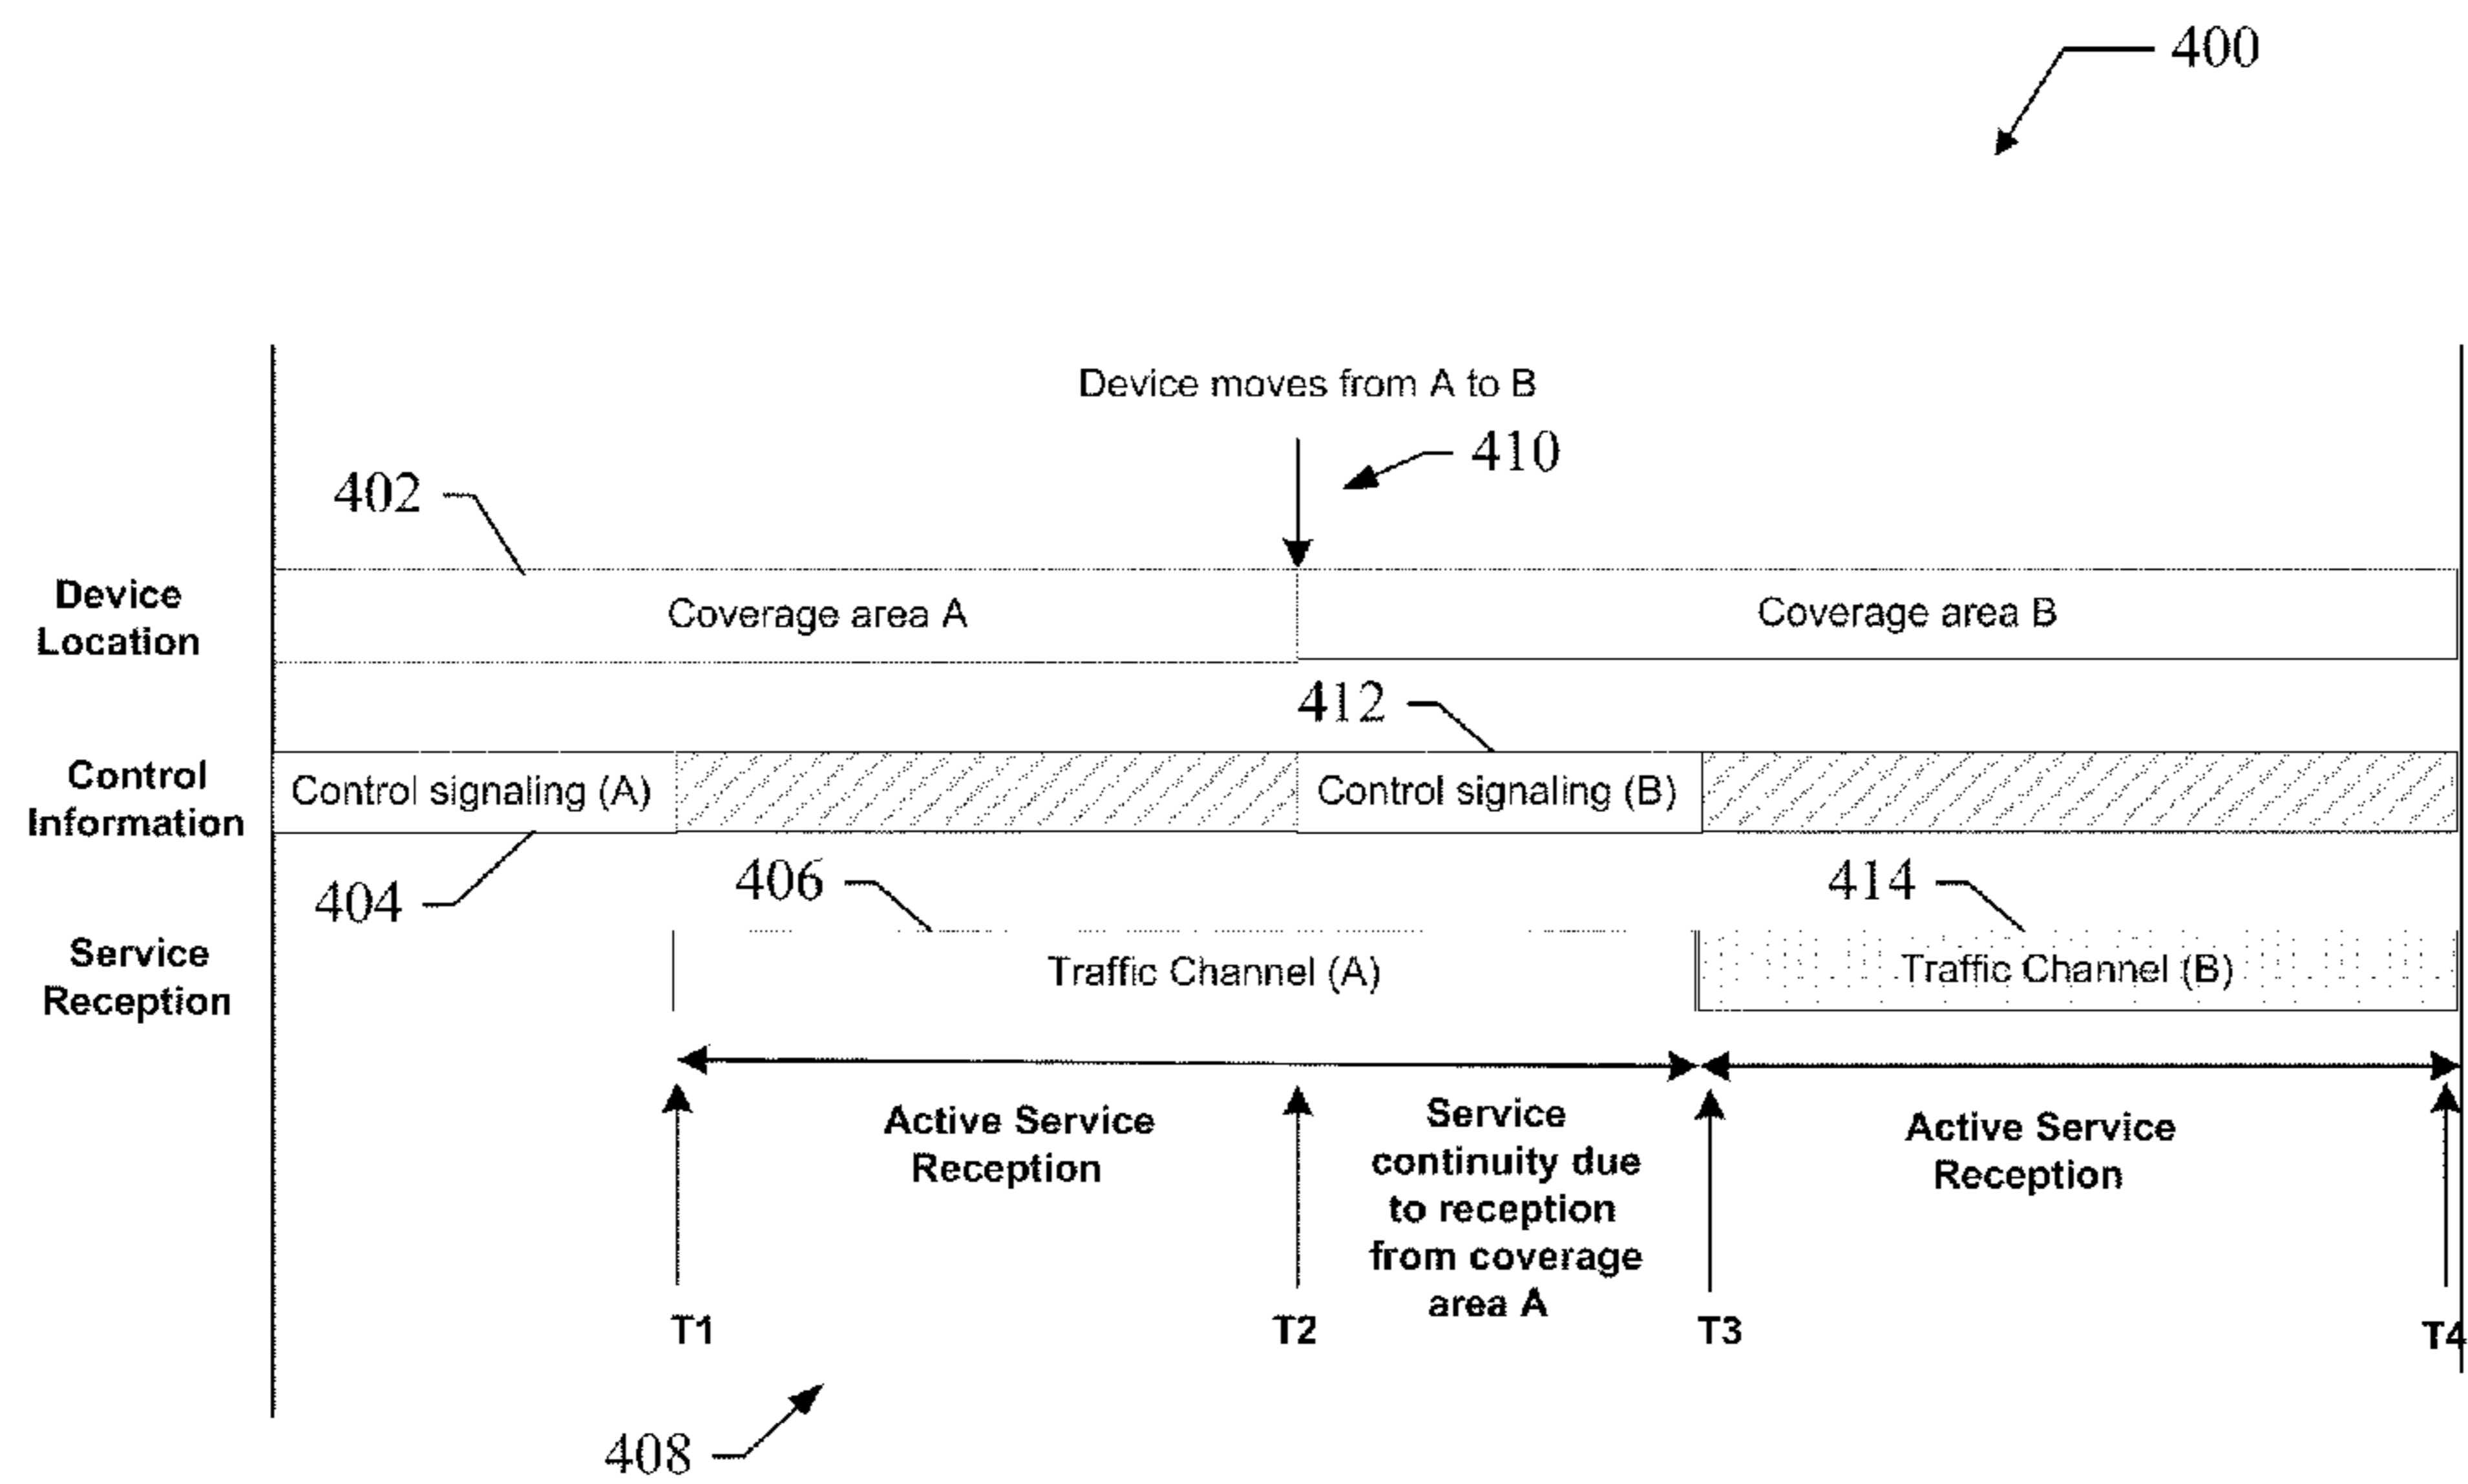 400
Device moves from A to B
410
402
Device
Location
Coverage area A
Coverage area B
412
Control
Information
Control signaling (A)
Control signaling (B)
404
406
414
Service
Reception
Traffic Channel (A)
Traffic Channel (B)
Active Service
Reception
Service
continuity due
to reception
from coverage
area A
Active Service
Reception
T1
T2
T3
T4
408